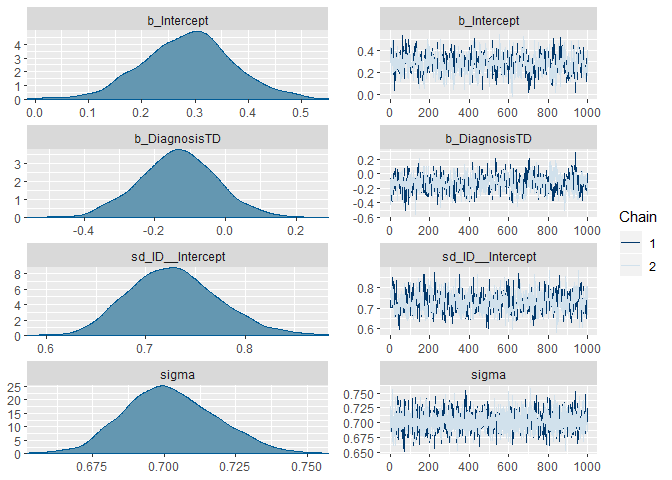 b_Intercept
4
3
2
1
0
0.0 0.1 0.2 0.3 0.4 0.5
b_Intercept
0.4
0.2
0.0
0 200 400 600 800 1000
b_DiagnosisTD
3
2
1
0
-0.4 -0.2 0.0 0.2
b_DiagnosisTD
0.2
0.0
-0.2
-0.4
-0.6
0 200 400 600 800 1000
sd_ID__Intercept
8
6
4
2
0
0.6 0.7 0.8
sd_ID__Intercept
0.8
0.7
0.6
0 200 400 600 800 1000
sigma
25
20
15
10
5
0
0.675 0.700 0.725 0.750
sigma
0.750
0.725
0.700
0.675
0.650
0 200 400 600 800 1000
Chain
1
2